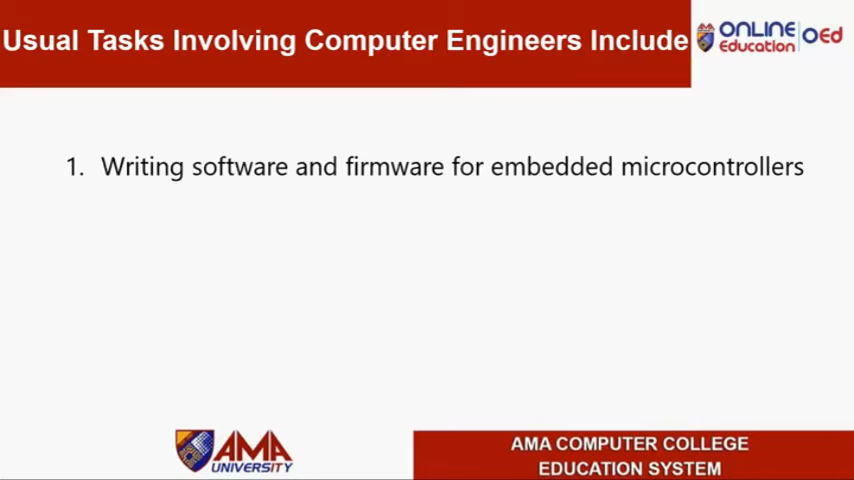 Usual Tasks Involving Computer Engineers Include
ONLINE
Education
OEd
1. Writing software and firmware for embedded microcontrollers
AMA
UNIVERSITY
AMA COMPUTER COLLEGE
EDUCATION SYSTEM